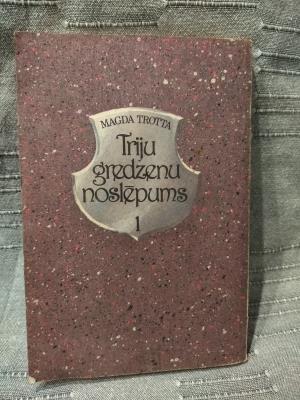 MAGDA TROTTA
Triju
gredzenu
noslēpums
1